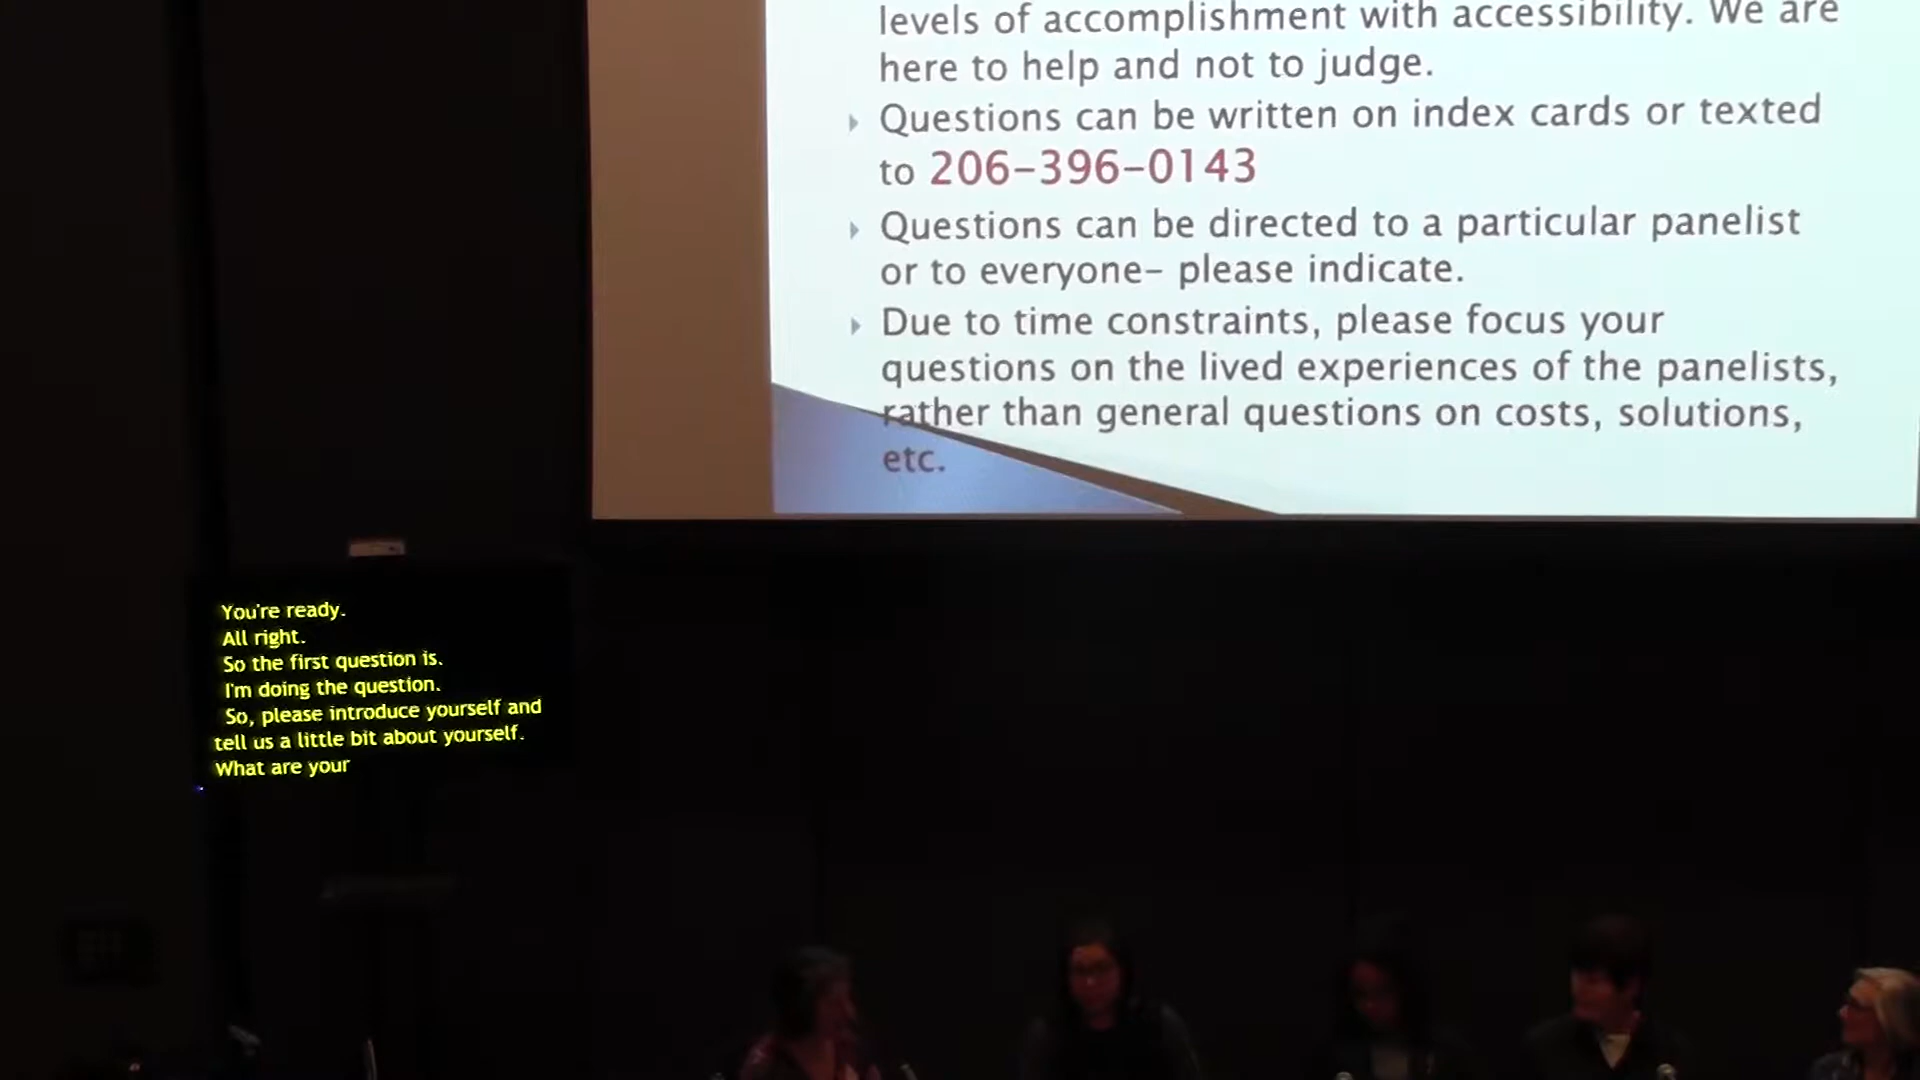 levels of accomplishment with accessibility. We are
here to help and not to judge.
Questions can be written on index cards or texted
to 206-396-0143
Questions can be directed to a particular panelist
or to everyone- please indicate.
Due to time constraints, please focus your
questions on the lived experiences of the panelists,
rather than general questions on costs, solutions,
etc.
You're ready.
All right.
So the first question is.
I'm doing the question.
So, please introduce yourself and
tell us a little bit about yourself.
What are your